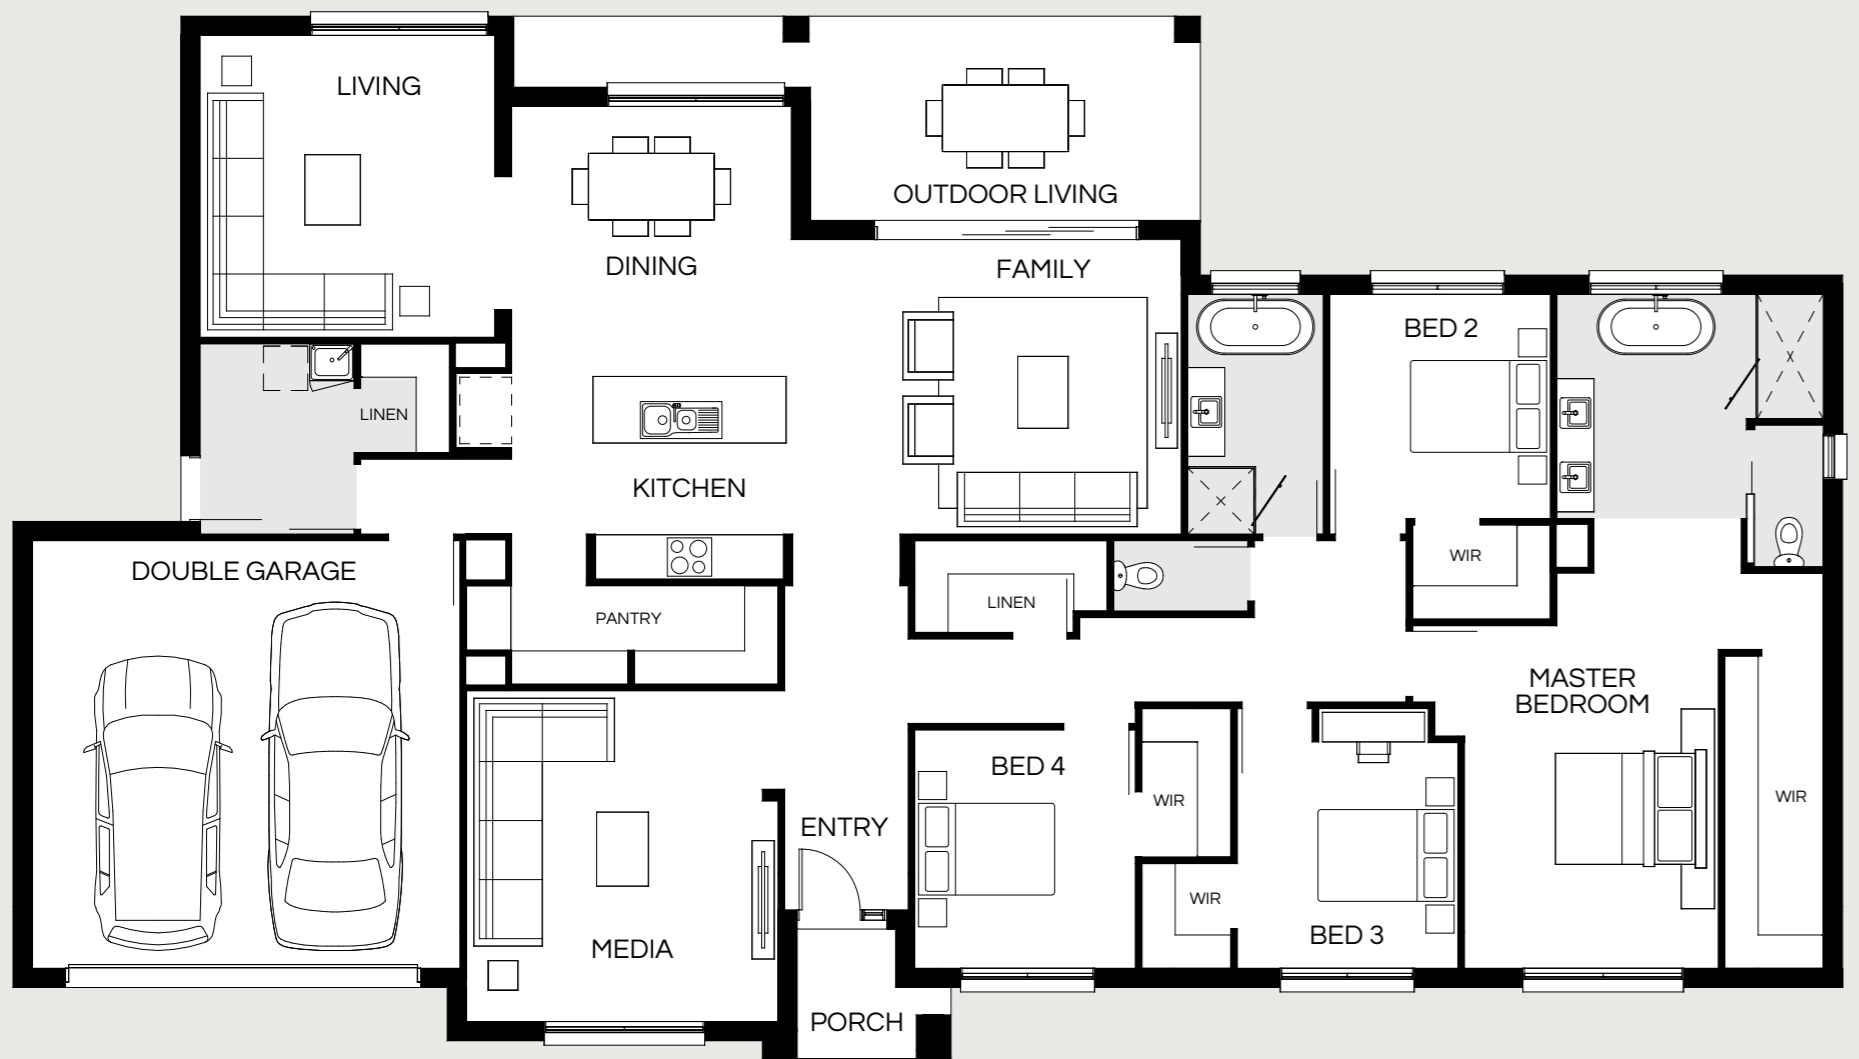 LIVING
OUTDOOR LIVING
DINING
FAMILY
BED 2
LINEN
KITCHEN
WIR
DOUBLE GARAGE
LINEN
PANTRY
MASTER
BEDROOM
BED 4
WIR
WIR
ENTRY
WIR
BED 3
MEDIA
PORCH